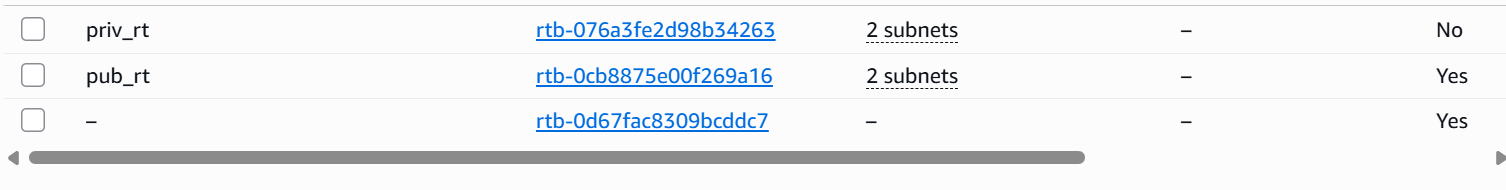 priv_rt rtb-076a3fe2d98b34263 2 subnets – No
pub_rt rtb-0cb8875e00f269a16 2 subnets – Yes
– rtb-0d67fac8309bcddc7 – – Yes